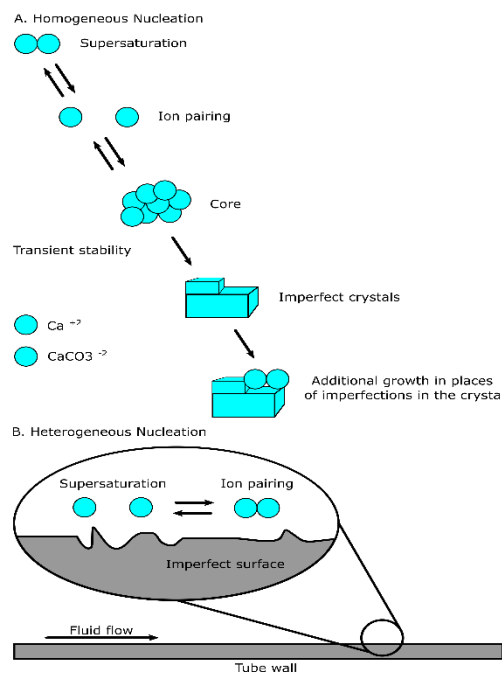 A. Homogeneous Nucleation
Supersaturation
Ion pairing
Core
Transient stability
Imperfect crystals
Ca +2
CaCO3 -2
Additional growth in places
of imperfections in the crysta
B. Heterogeneous Nucleation
Supersaturation Ion pairing
Imperfect surface
Fluid flow
Tube wall